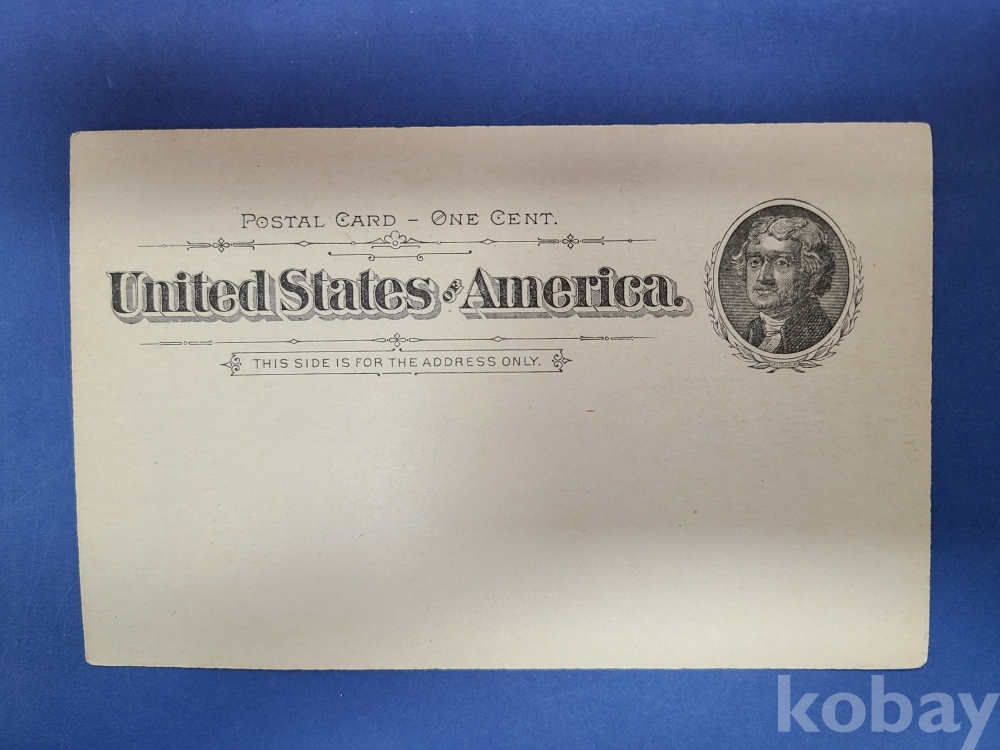 POSTAL CARD – ONE CENT.
United States OF America.
THIS SIDE IS FOR THE ADDRESS ONLY.
kobay